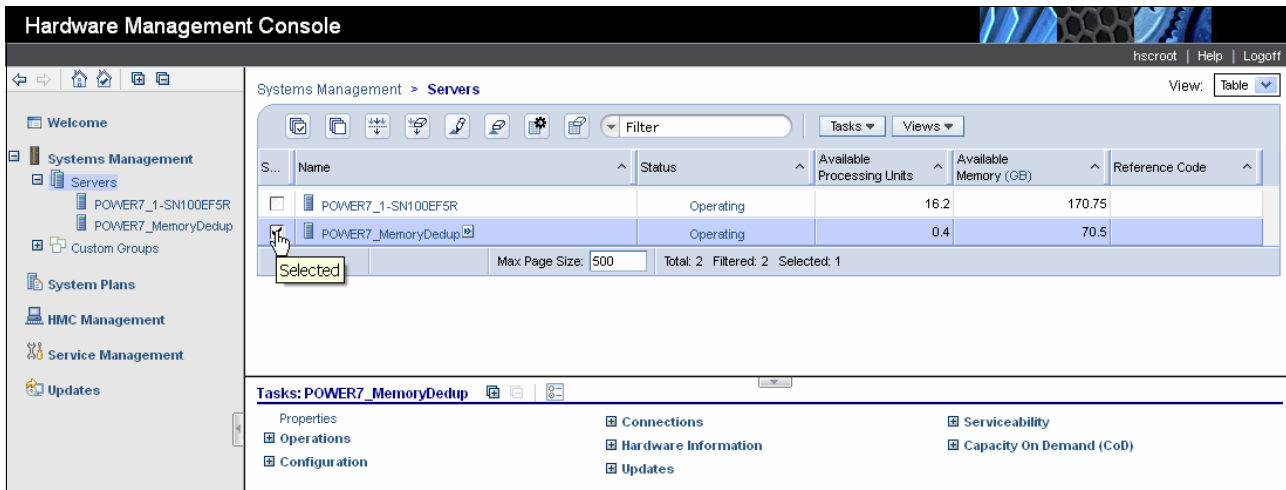 Hardware Management Console
hscroot | Help | Logoff
Systems Management > Servers
View: Table
Welcome
Systems Management
Servers
POWER7_1-SN100EF5R
POWER7_MemoryDedup
Custom Groups
System Plans
HMC Management
Service Management
Updates
Filter
Tasks
Views
S...
Name
Status
Available
Processing Units
Available
Memory (GB)
Reference Code
POWER7_1-SN100EF5R Operating 16.2 170.75
POWER7_MemoryDedup Operating 0.4 70.5
Max Page Size: 500 Total: 2 Filtered: 2 Selected: 1
Selected
Tasks: POWER7_MemoryDedup
Properties
Operations
Configuration
Connections
Hardware Information
Updates
Serviceability
Capacity On Demand (CoD)